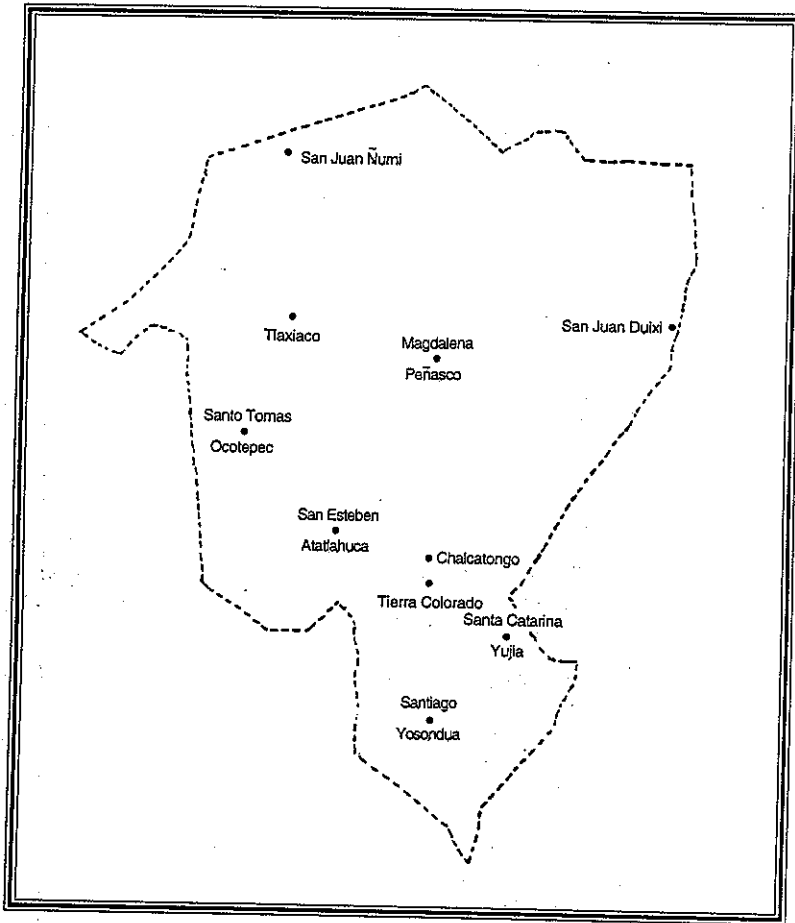 San Juan Ñumi
Tlaxiaco
San Juan Duixi
Magdalena
Peñasco
Santo Tomas
Ocotepec
San Esteben
Atatlahuca
Chalcatongo
Tierra Colorado
Santa Catarina
Yujia
Santiago
Yosondua